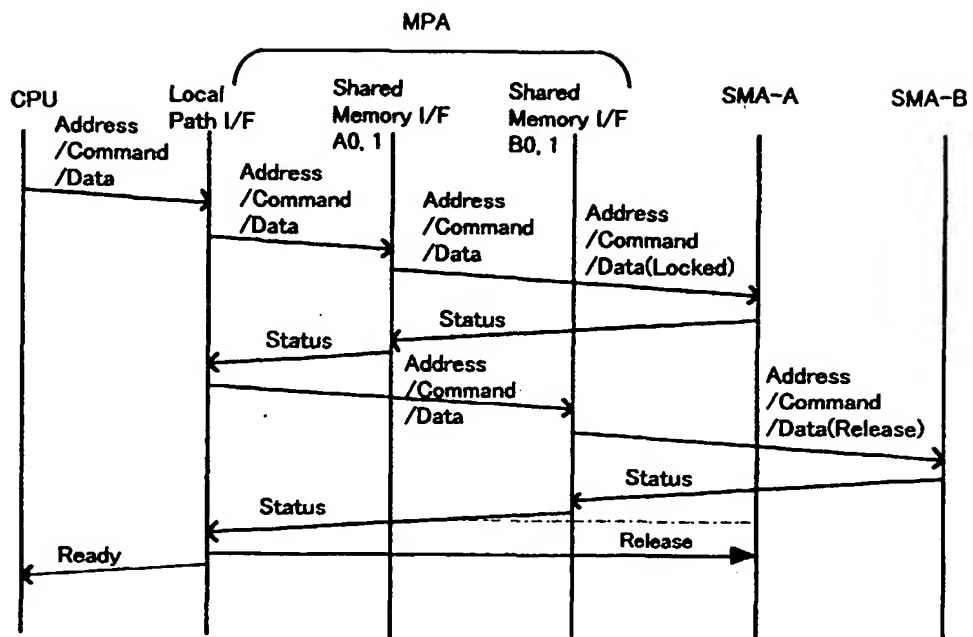 MPA
CPU
Local
Path I/F
Shared
Memory I/F
A0, 1
Shared
Memory I/F
B0, 1
SMA-A
SMA-B
Address
/Command
/Data
Address
/Command
/Data
Address
/Command
/Data
Address
/Command
/Data(Locked)
Status
Status
Address
/Command
/Data
Address
/Command
/Data(Release)
Status
Status
Release
Ready